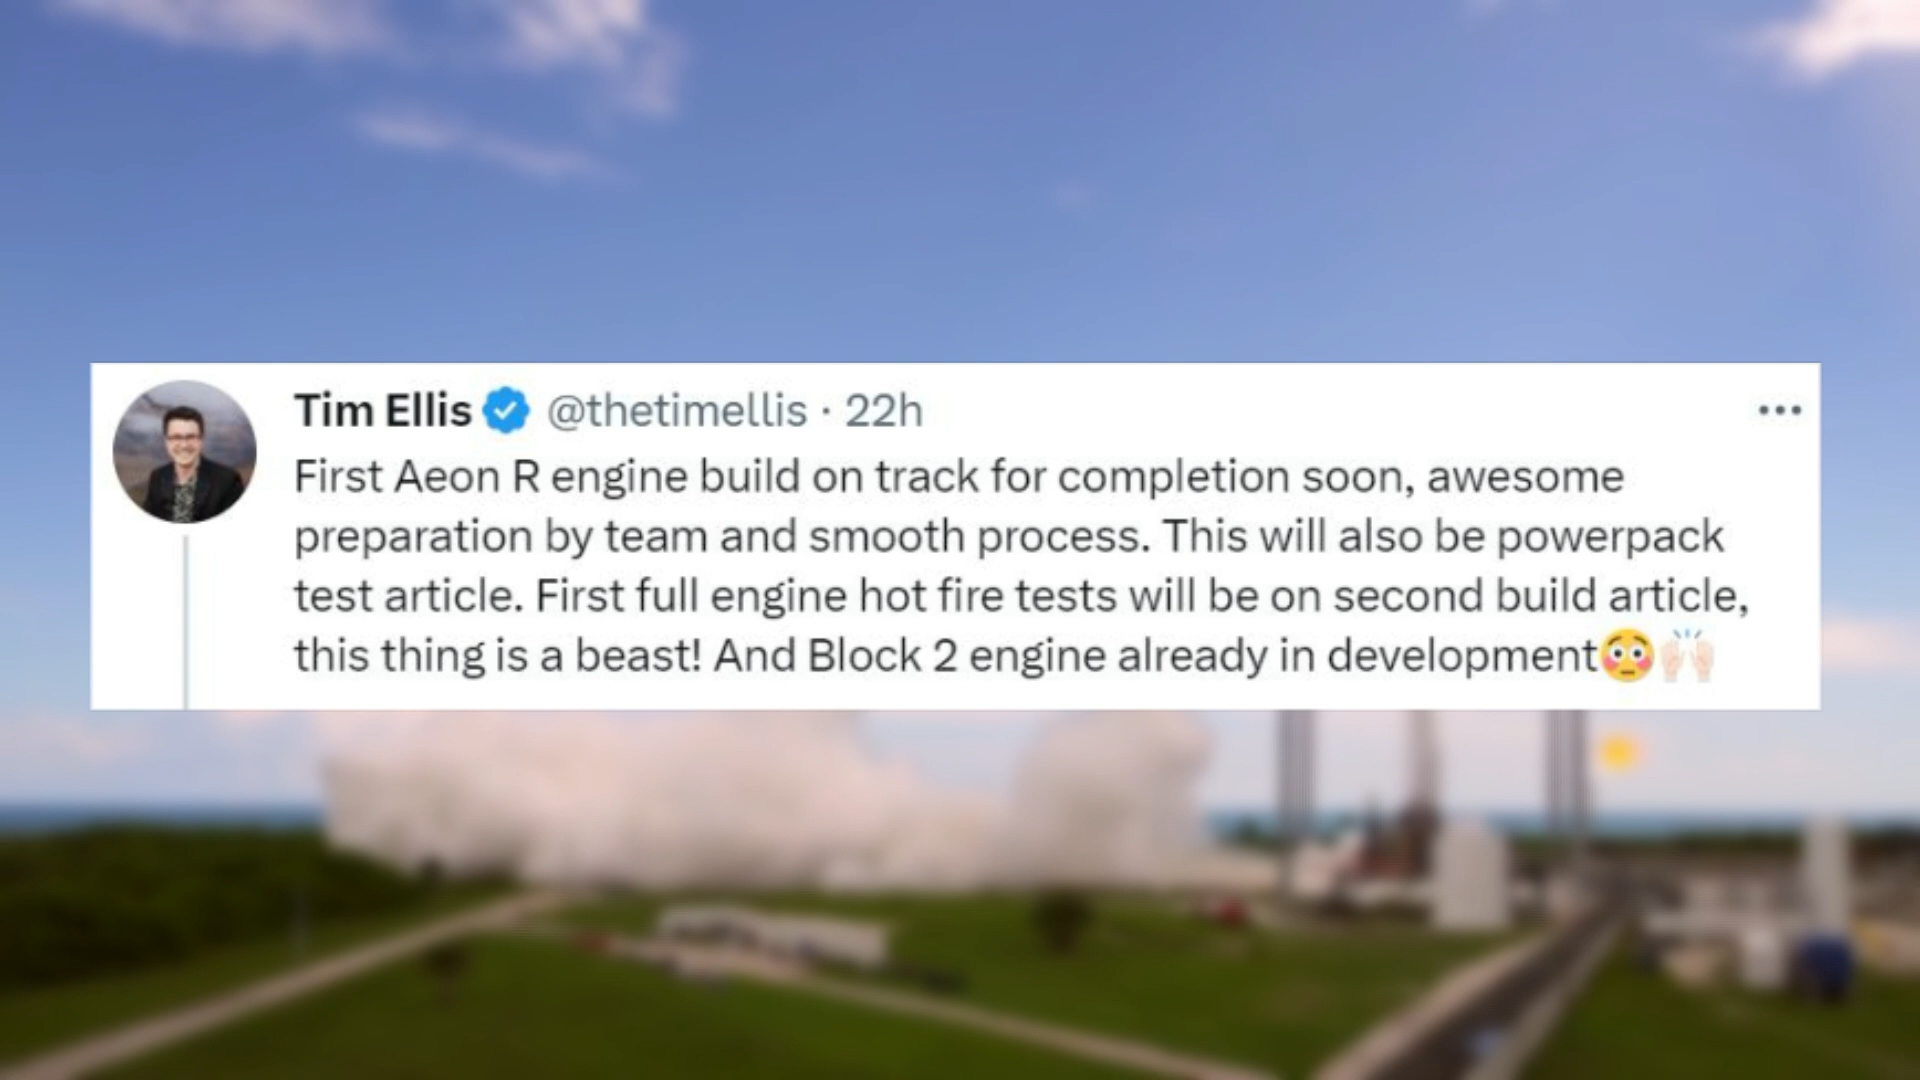 Tim Ellis @thetimellis · 22h
First Aeon R engine build on track for completion soon, awesome
preparation by team and smooth process. This will also be powerpack
test article. First full engine hot fire tests will be on second build article,
this thing is a beast! And Block 2 engine already in development😳🙌🏻